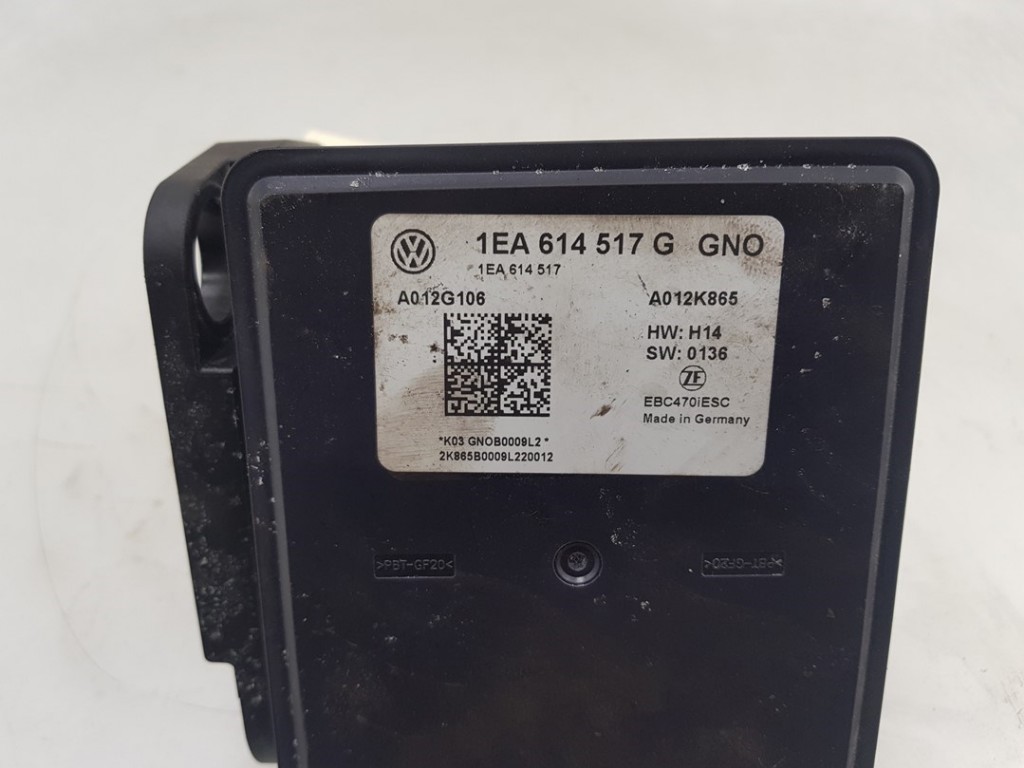 1EA 614 517 G GNO
1EA 614 517
A012G106 A012K865
HW: H14
SW: 0136
ZF
EBC470iESC
Made in Germany
*K03 GNOB0009L2 *
2K865B0009L220012
>PBT-GF20< >PBT-GF20<